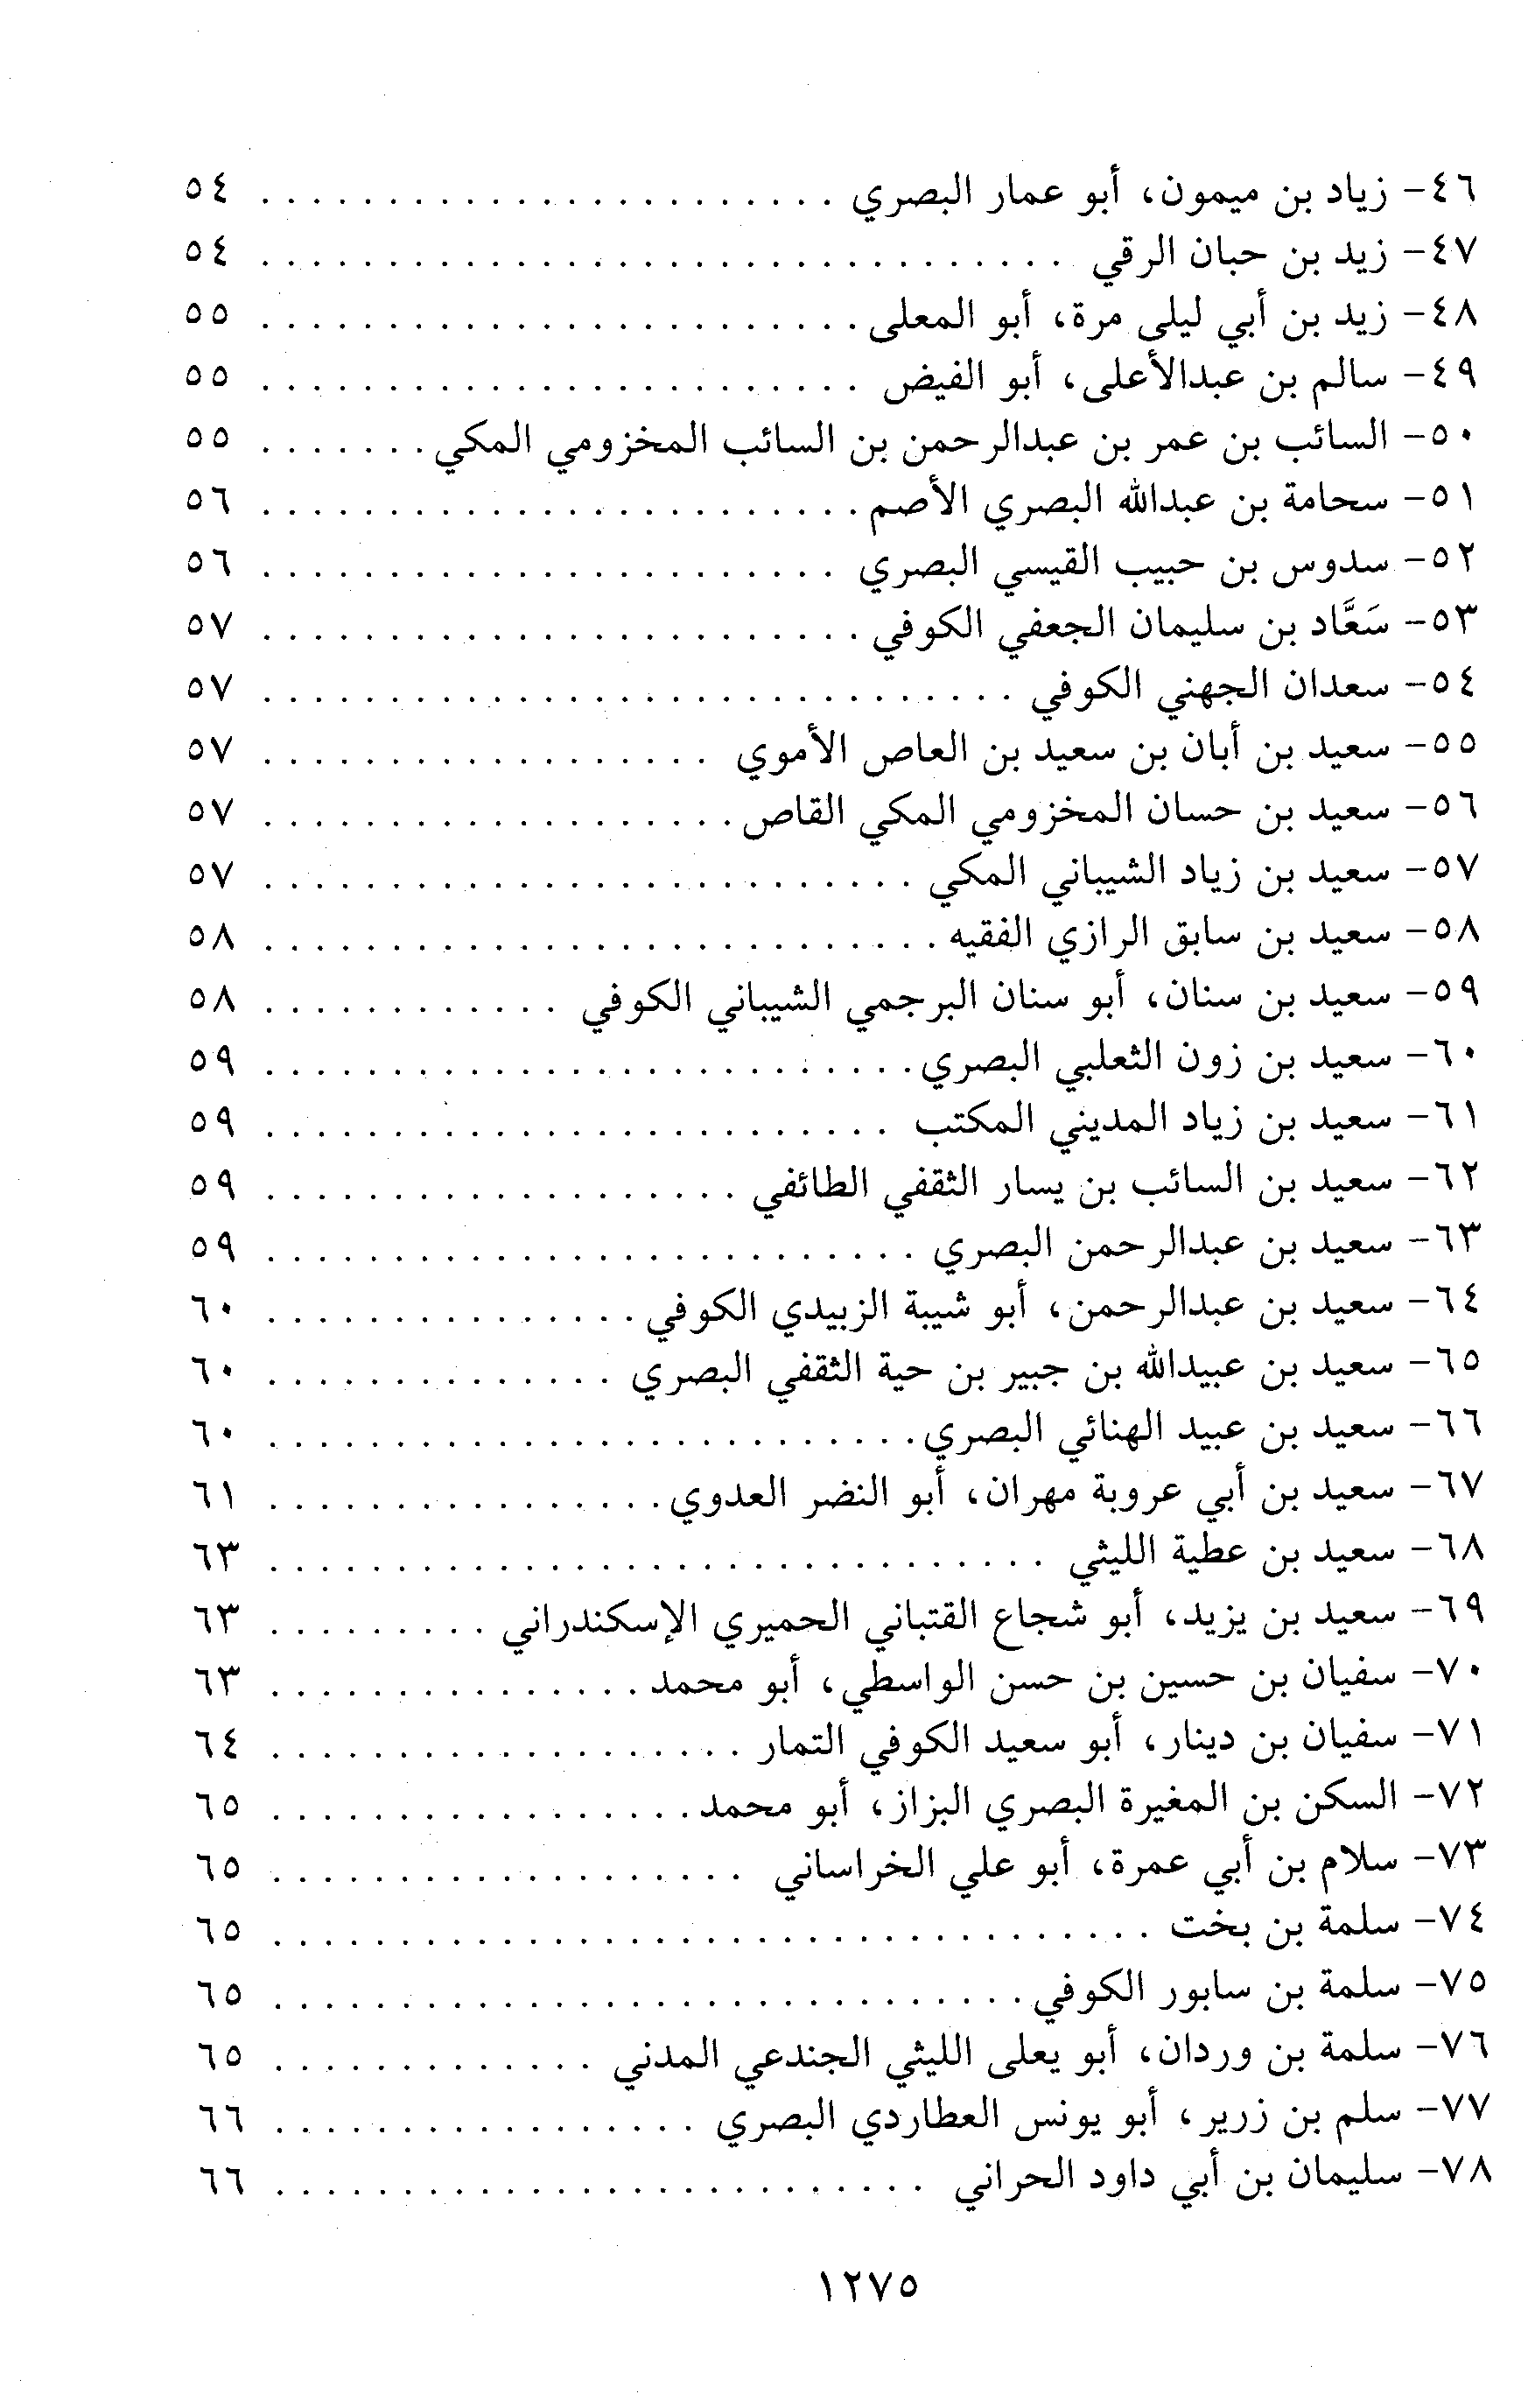 ٤٦- زياد بن ميمون، أبو عمار البصري . . . . . . . . . . . . . . . . . . . . . . . ٥٤
٤٧- زيد بن حبان الرقي . . . . . . . . . . . . . . . . . . . . . . . . . . . . . . . . ٥٤
٤٨- زيد بن أبي ليلى مرة، أبو المعلى . . . . . . . . . . . . . . . . . . . . . . . . ٥٥
٤٩- سالم بن عبدالأعلى، أبو الفيض . . . . . . . . . . . . . . . . . . . . . . . . ٥٥
٥٠- السائب بن عمر بن عبدالرحمن بن السائب المخزومي المكي . . . . . . . ٥٥
٥١- سحامة بن عبدالله البصري الأصم . . . . . . . . . . . . . . . . . . . . . . . . ٥٦
٥٢- سدوس بن حبيب القيسي البصري . . . . . . . . . . . . . . . . . . . . . . . ٥٦
٥٣- سَعَّاد بن سليمان الجعفي الكوفي . . . . . . . . . . . . . . . . . . . . . . . . ٥٧
٥٤- سعدان الجهني الكوفي . . . . . . . . . . . . . . . . . . . . . . . . . . . . . . ٥٧
٥٥- سعيد بن أبان بن سعيد بن العاص الأموي . . . . . . . . . . . . . . . . . . ٥٧
٥٦- سعيد بن حسان المخزومي المكي القاص . . . . . . . . . . . . . . . . . . . ٥٧
٥٧- سعيد بن زياد الشيباني المكي . . . . . . . . . . . . . . . . . . . . . . . . . . ٥٧
٥٨- سعيد بن سابق الرازي الفقيه . . . . . . . . . . . . . . . . . . . . . . . . . . . ٥٨
٥٩- سعيد بن سنان، أبو سنان البرجمي الشيباني الكوفي . . . . . . . . . . . . ٥٨
٦٠- سعيد بن زون الثعلبي البصري . . . . . . . . . . . . . . . . . . . . . . . . . . ٥٩
٦١- سعيد بن زياد المديني المكتب . . . . . . . . . . . . . . . . . . . . . . . . . ٥٩
٦٢- سعيد بن السائب بن يسار الثقفي الطائفي . . . . . . . . . . . . . . . . . . . ٥٩
٦٣- سعيد بن عبدالرحمن البصري . . . . . . . . . . . . . . . . . . . . . . . . . . ٥٩
٦٤- سعيد بن عبدالرحمن، أبو شيبة الزبيدي الكوفي . . . . . . . . . . . . . . . ٦٠
٦٥- سعيد بن عبيدالله بن جبير بن حية الثقفي البصري . . . . . . . . . . . . . . ٦٠
٦٦- سعيد بن عبيد الهنائي البصري . . . . . . . . . . . . . . . . . . . . . . . . . . ٦٠
٦٧- سعيد بن أبي عروبة مهران، أبو النضر العدوي . . . . . . . . . . . . . . . . ٦١
٦٨- سعيد بن عطية الليثي . . . . . . . . . . . . . . . . . . . . . . . . . . . . . . . ٦٣
٦٩- سعيد بن يزيد، أبو شجاع القتباني الحميري الإسكندراني . . . . . . . . . ٦٣
٧٠- سفيان بن حسين بن حسن الواسطي، أبو محمد . . . . . . . . . . . . . . . ٦٣
٧١- سفيان بن دينار، أبو سعيد الكوفي التمار . . . . . . . . . . . . . . . . . . . ٦٤
٧٢- السكن بن المغيرة البصري البزاز، أبو محمد . . . . . . . . . . . . . . . . . ٦٥
٧٣- سلام بن أبي عمرة، أبو علي الخراساني . . . . . . . . . . . . . . . . . . . ٦٥
٧٤- سلمة بن بخت . . . . . . . . . . . . . . . . . . . . . . . . . . . . . . . . . . . ٦٥
٧٥- سلمة بن سابور الكوفي . . . . . . . . . . . . . . . . . . . . . . . . . . . . . . ٦٥
٧٦- سلمة بن وردان، أبو يعلى الليثي الجندعي المدني . . . . . . . . . . . . . ٦٥
٧٧- سلم بن زرير، أبو يونس العطاردي البصري . . . . . . . . . . . . . . . . . ٦٦
٧٨- سليمان بن أبي داود الحراني . . . . . . . . . . . . . . . . . . . . . . . . . . ٦٦
١٢٧٥